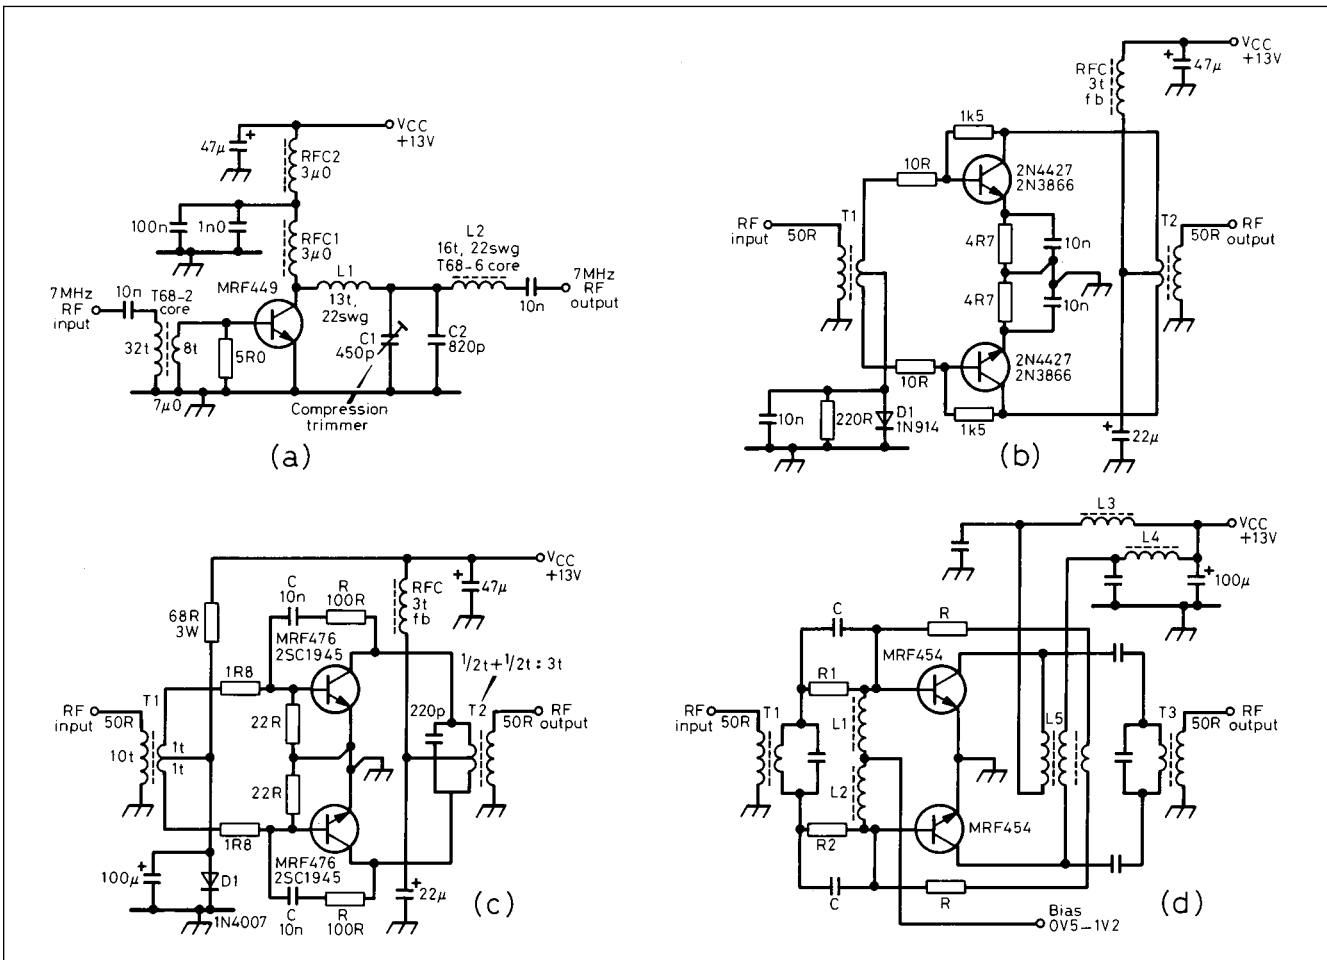 VCC
+13V
47µ
RFC2
3µ0
100n
1n0
RFC1
3µ0
L2
16t, 22swg
T68-6 core
L1
13t,
22swg
MRF449
7MHz
RF
input
10n
T68-2
core
32t
8t
5R0
7µ0
C1
450p
C2
820p
10n
7MHz
RF
output
Compression
trimmer
(a)
VCC
+13V
47µ
RFC
3t
fb
1k5
10R
2N4427
2N3866
RF
input
50R
T1
4R7
10n
4R7
10n
T2
50R
RF
output
10R
2N4427
2N3866
1k5
10n
220R
D1
1N914
22µ
(b)
VCC
+13V
47µ
RFC
3t
fb
C
10n
R
100R
68R
3W
MRF476
2SC1945
1/2t+1/2t : 3t
1R8
T1
RF
input
50R
10t
1t
1t
22R
22R
220p
T2
50R
RF
output
1R8
MRF476
2SC1945
100µ
D1
1N4007
C
10n
R
100R
22µ
(c)
L3
VCC
+13V
L4
100µ
C
R
MRF454
R1
RF
input
50R
T1
L1
L2
L5
T3
50R
RF
output
R2
MRF454
C
R
Bias
0V5–1V2
(d)